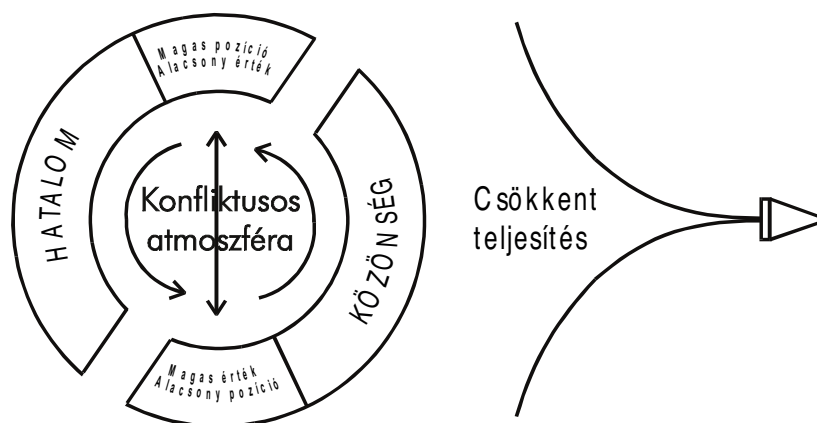 Magas pozíció
Alacsony érték
HATALOM
Konfliktusos
atmoszféra
KÖZÖNSÉG
Magas érték
Alacsony pozíció
Csökkent
teljesítés